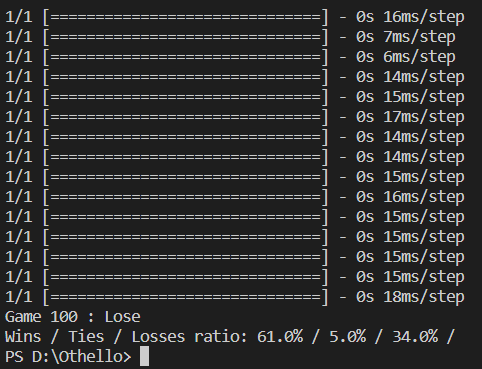 1/1 [==============================] - 0s 16ms/step
1/1 [==============================] - 0s 7ms/step
1/1 [==============================] - 0s 6ms/step
1/1 [==============================] - 0s 14ms/step
1/1 [==============================] - 0s 15ms/step
1/1 [==============================] - 0s 17ms/step
1/1 [==============================] - 0s 14ms/step
1/1 [==============================] - 0s 14ms/step
1/1 [==============================] - 0s 15ms/step
1/1 [==============================] - 0s 16ms/step
1/1 [==============================] - 0s 15ms/step
1/1 [==============================] - 0s 15ms/step
1/1 [==============================] - 0s 15ms/step
1/1 [==============================] - 0s 15ms/step
1/1 [==============================] - 0s 18ms/step
Game 100 : Lose
Wins / Ties / Losses ratio: 61.0% / 5.0% / 34.0% /
PS D:\Othello>